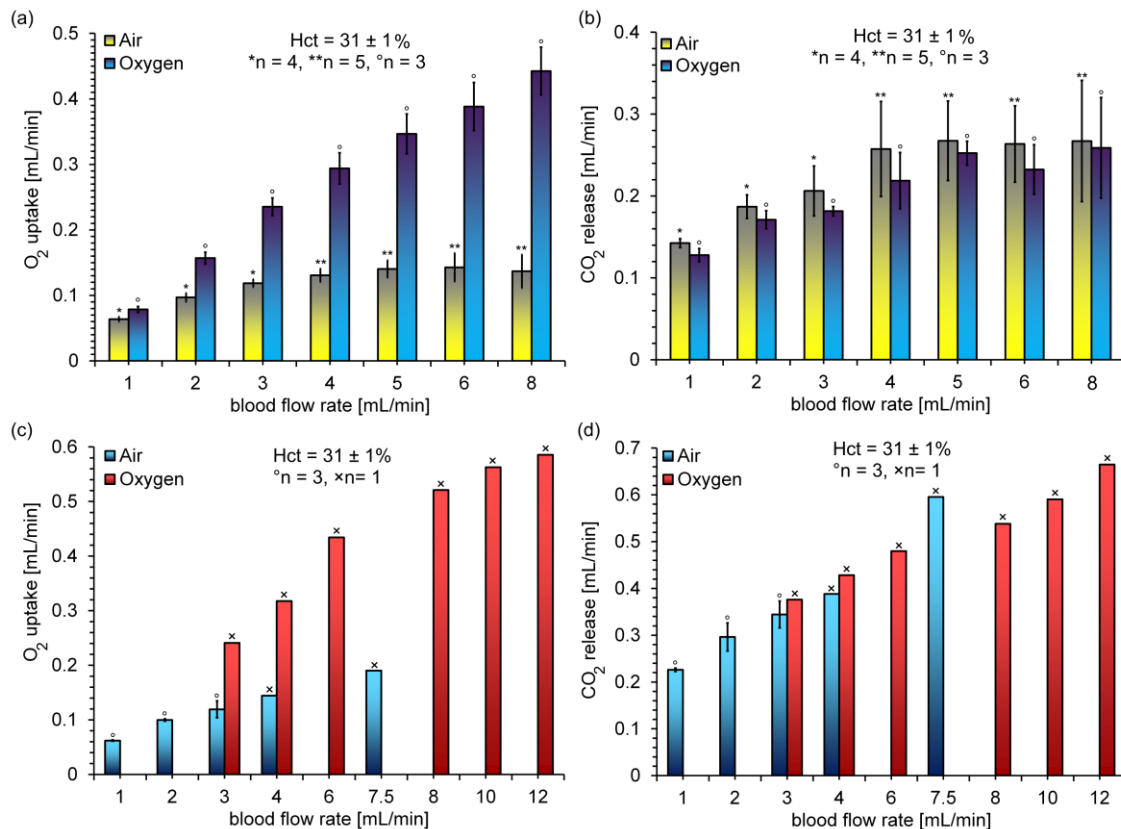 (a)
Air
Oxygen
Hct = 31 ± 1%
*n = 4, **n = 5, °n = 3
O2 uptake [mL/min]
0.5
0.4
0.3
0.2
0.1
0
* ° * ° * ° ** ° ** ° ** ° ** °
1 2 3 4 5 6 8
blood flow rate [mL/min]
(b)
Air
Oxygen
Hct = 31 ± 1%
*n = 4, **n = 5, °n = 3
CO2 release [mL/min]
0.4
0.3
0.2
0.1
0
* ° * ° * ° ** ° ** ° ** ° ** °
1 2 3 4 5 6 8
blood flow rate [mL/min]
(c)
Air
Oxygen
Hct = 31 ± 1%
°n = 3, ×n= 1
O2 uptake [mL/min]
0.6
0.5
0.4
0.3
0.2
0.1
0
° ° ° × × × × × × × ×
1 2 3 4 6 7.5 8 10 12
blood flow rate [mL/min]
(d)
Air
Oxygen
Hct = 31 ± 1%
°n = 3, ×n= 1
CO2 release [mL/min]
0.7
0.6
0.5
0.4
0.3
0.2
0.1
0
° ° ° × × × × × × × ×
1 2 3 4 6 7.5 8 10 12
blood flow rate [mL/min]